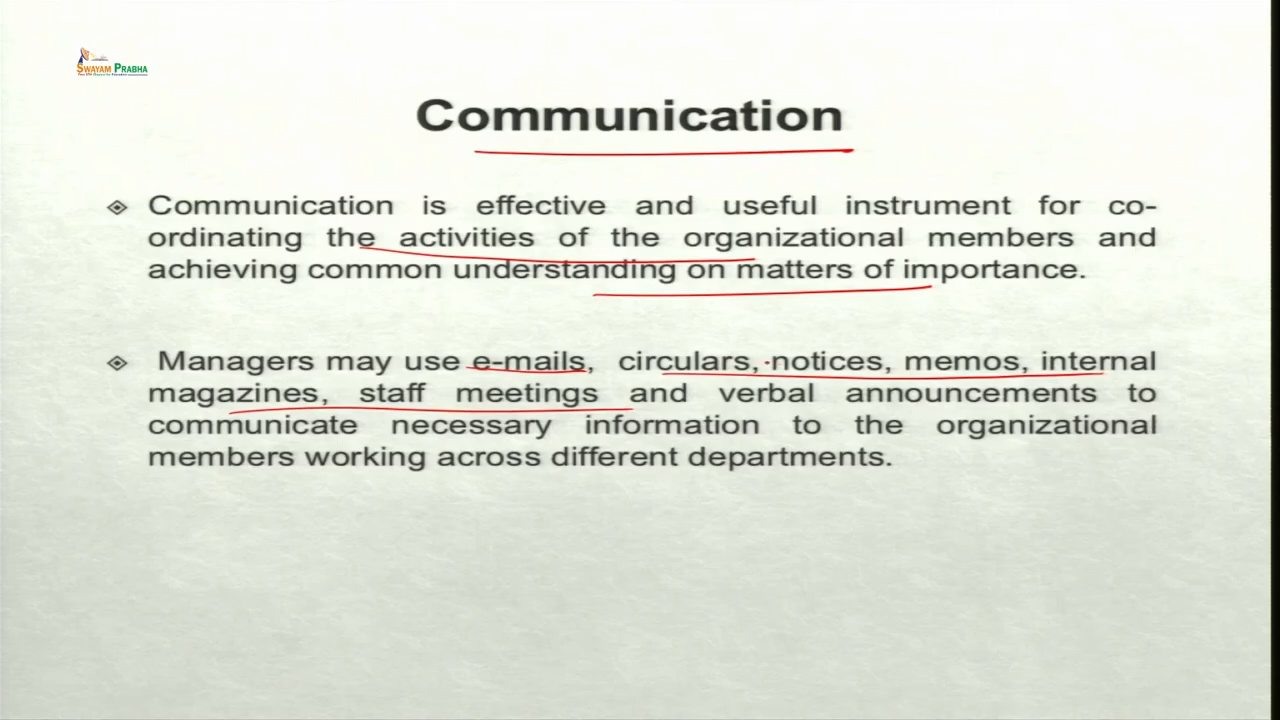 SWAYAM PRABHA
Communication
Communication is effective and useful instrument for co-
ordinating the activities of the organizational members and
achieving common understanding on matters of importance.
Managers may use e-mails, circulars, notices, memos, internal
magazines, staff meetings and verbal announcements to
communicate necessary information to the organizational
members working across different departments.